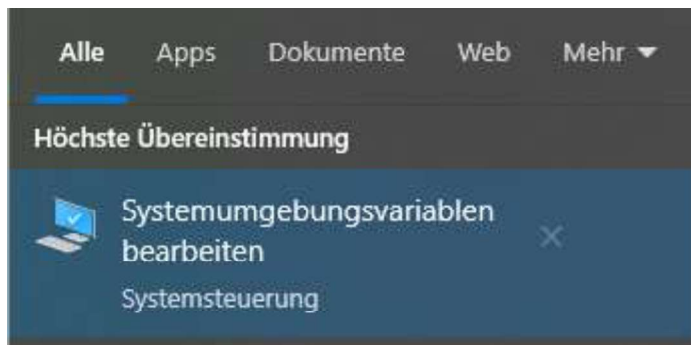 Alle Apps Dokumente Web Mehr
Höchste Übereinstimmung
Systemumgebungsvariablen
bearbeiten
Systemsteuerung